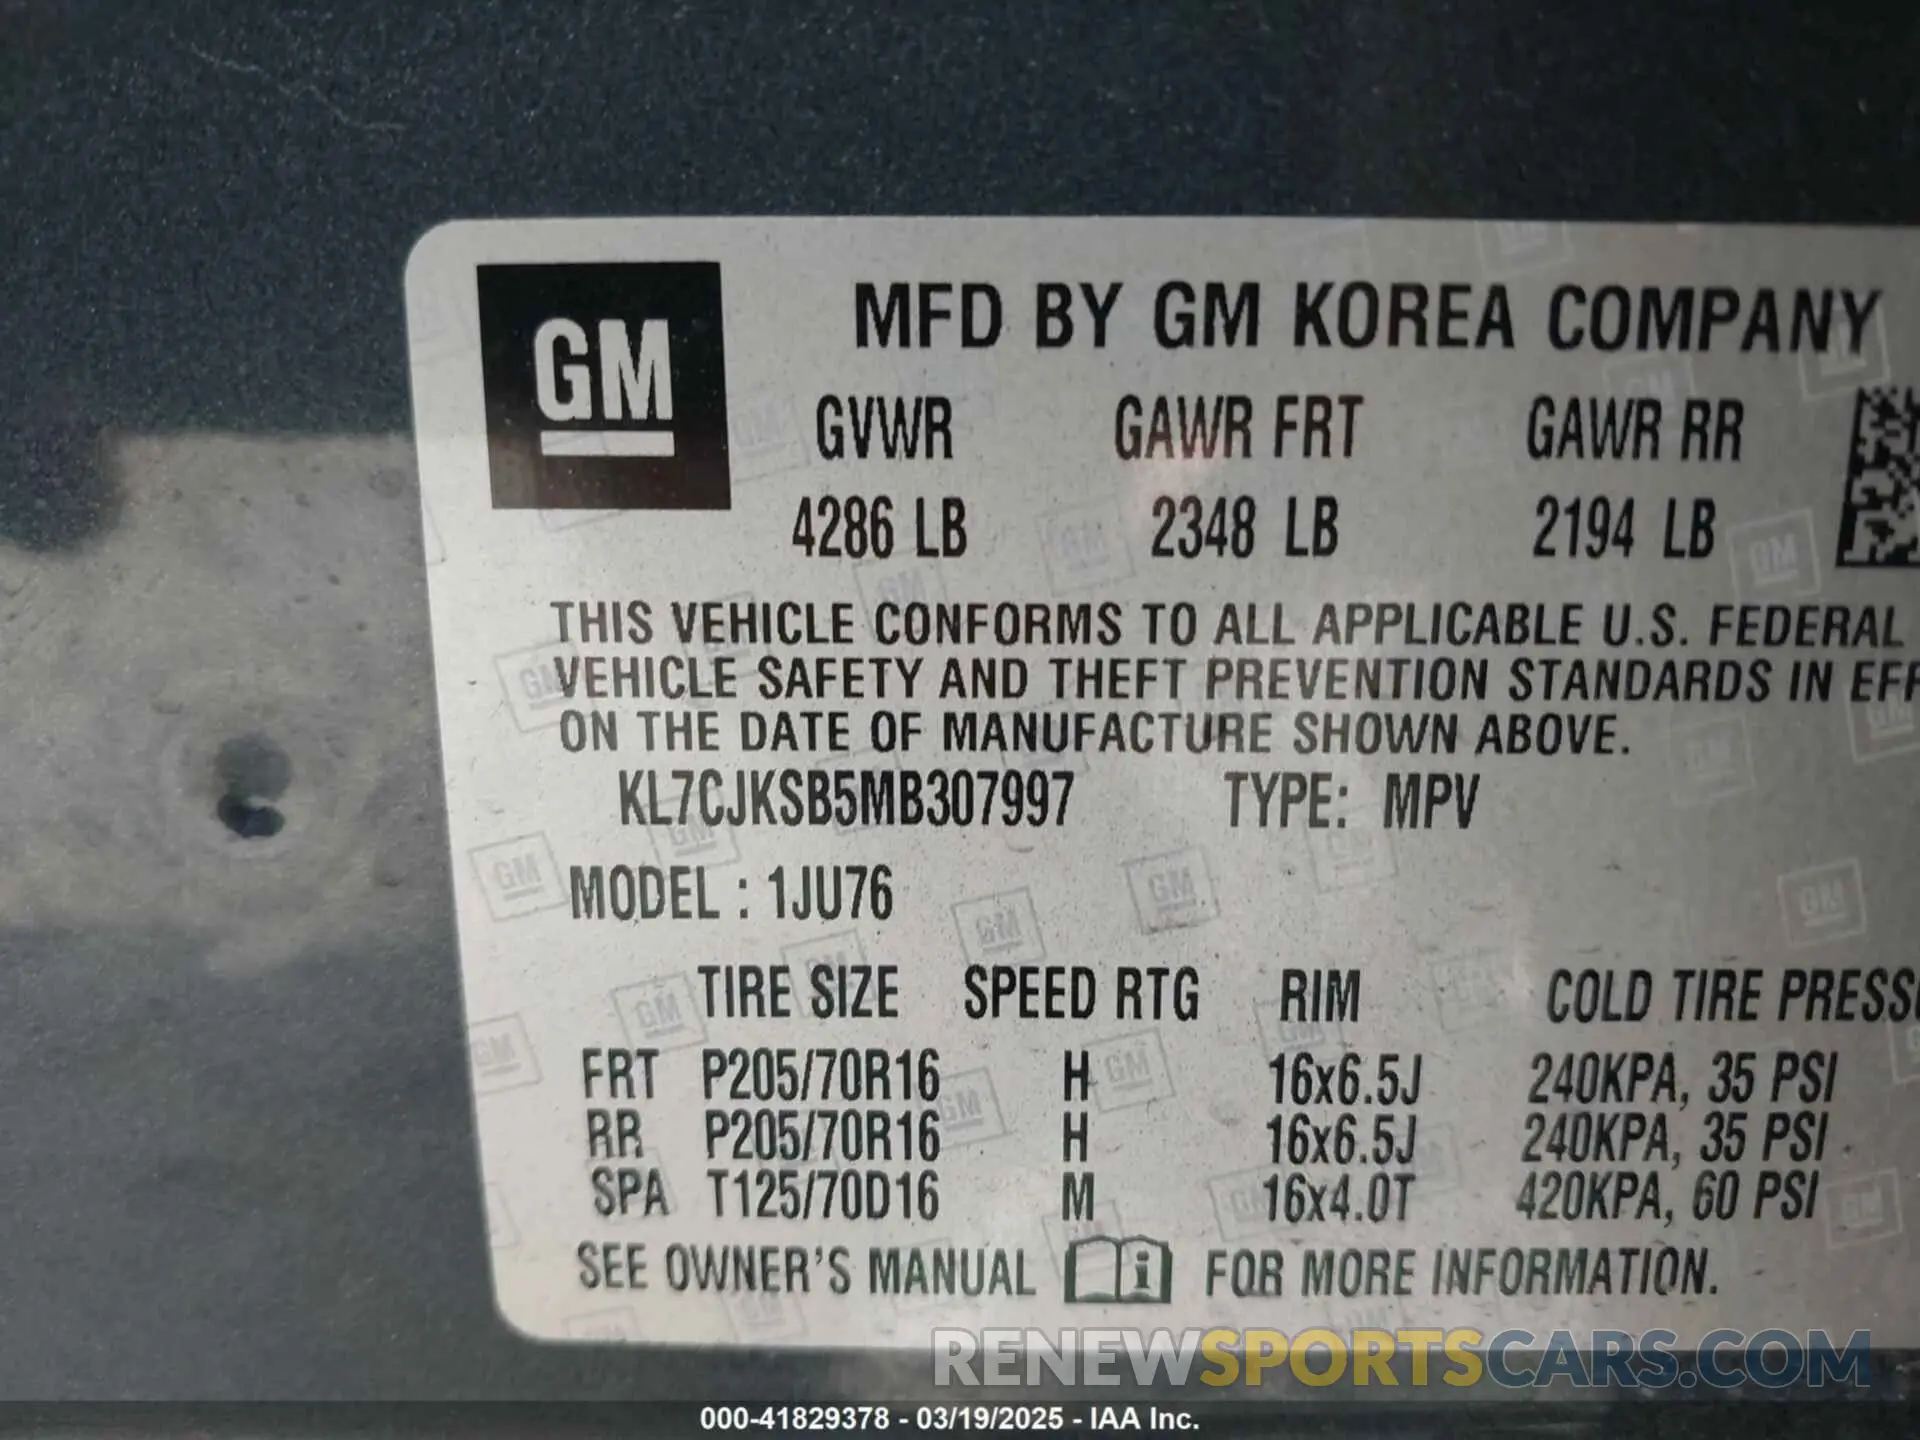 GM
MFD BY GM KOREA COMPANY
GVWR GAWR FRT GAWR RR
4286 LB 2348 LB 2194 LB
THIS VEHICLE CONFORMS TO ALL APPLICABLE U.S. FEDERAL
VEHICLE SAFETY AND THEFT PREVENTION STANDARDS IN EFF
ON THE DATE OF MANUFACTURE SHOWN ABOVE.
KL7CJKSB5MB307997 TYPE: MPV
MODEL : 1JU76
TIRE SIZE SPEED RTG RIM COLD TIRE PRESSU
FRT P205/70R16 H 16x6.5J 240KPA, 35 PSI
RR P205/70R16 H 16x6.5J 240KPA, 35 PSI
SPA T125/70D16 M 16x4.0T 420KPA, 60 PSI
SEE OWNER'S MANUAL i FOR MORE INFORMATION.
RENEWSPORTSCARS.COM
000-41829378 - 03/19/2025 - IAA Inc.